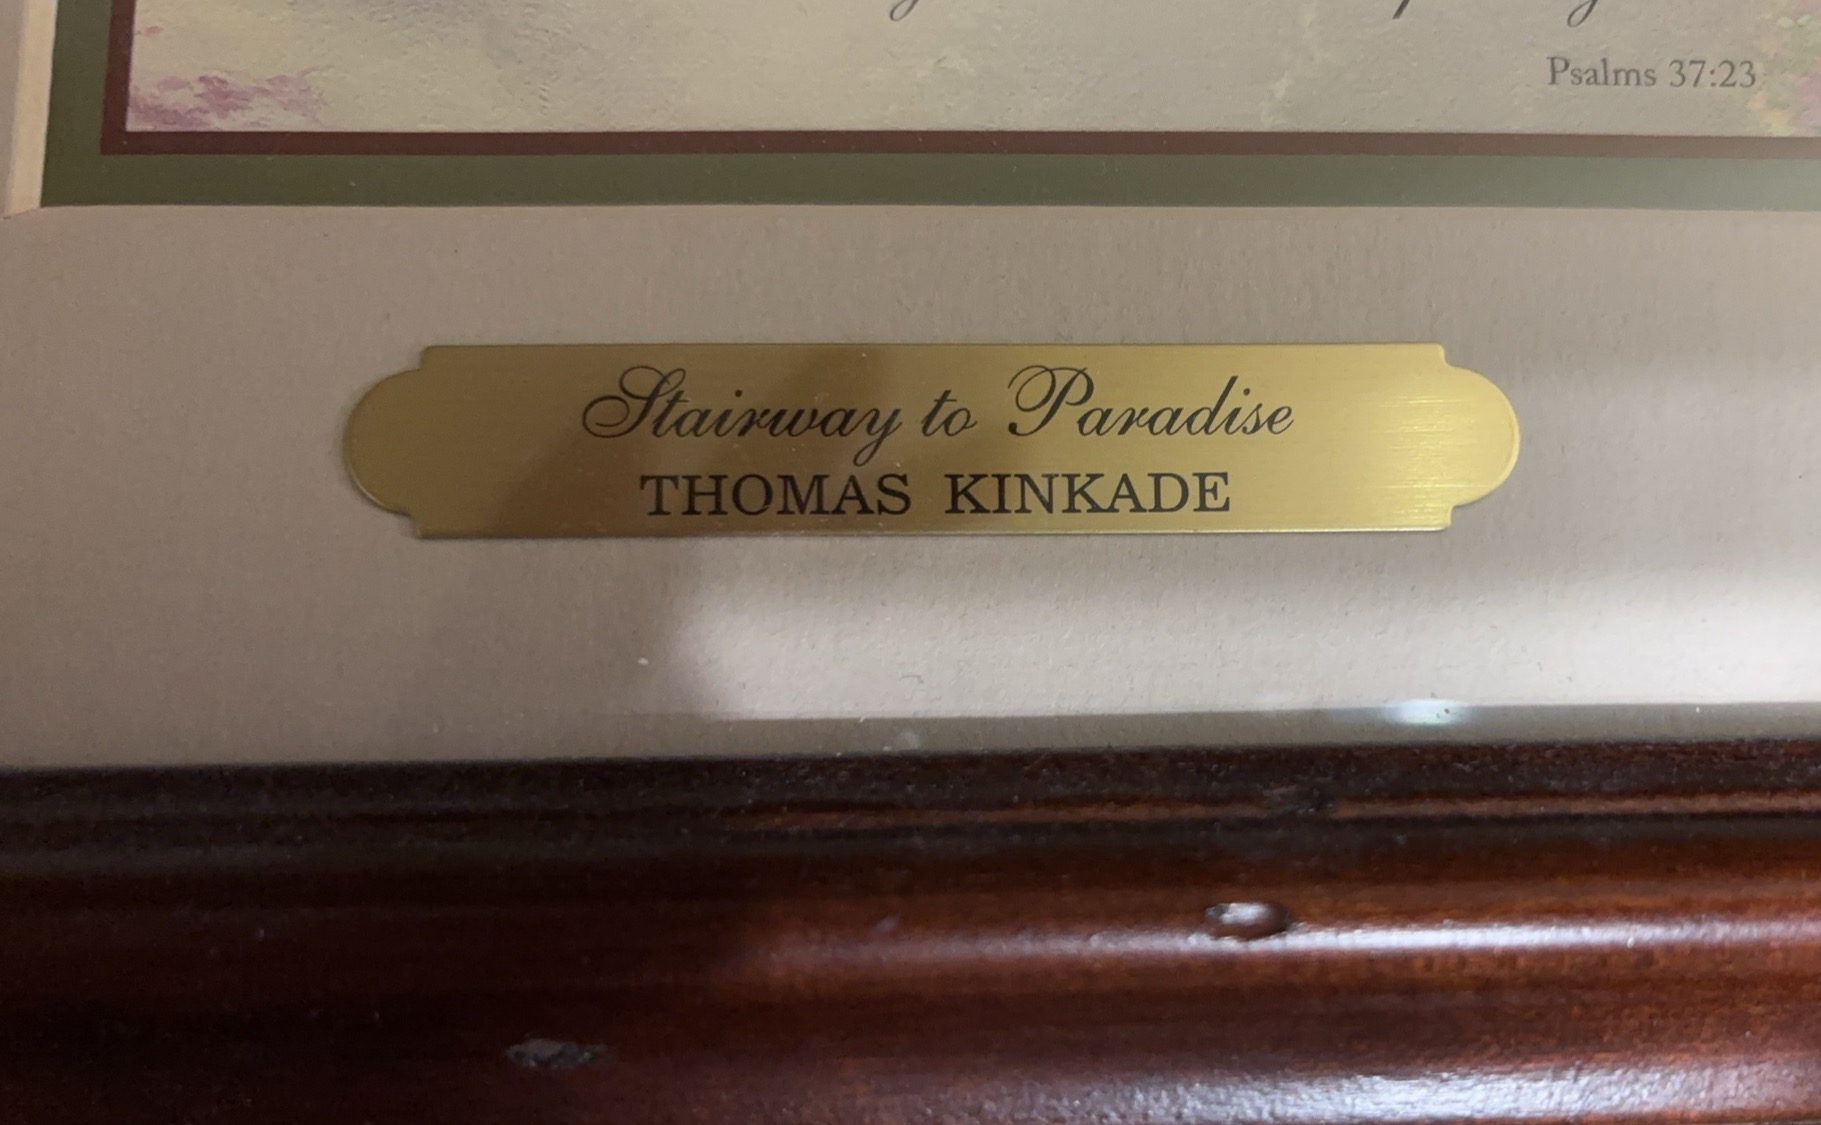 Psalms 37:23
Stairway to Paradise
THOMAS KINKADE